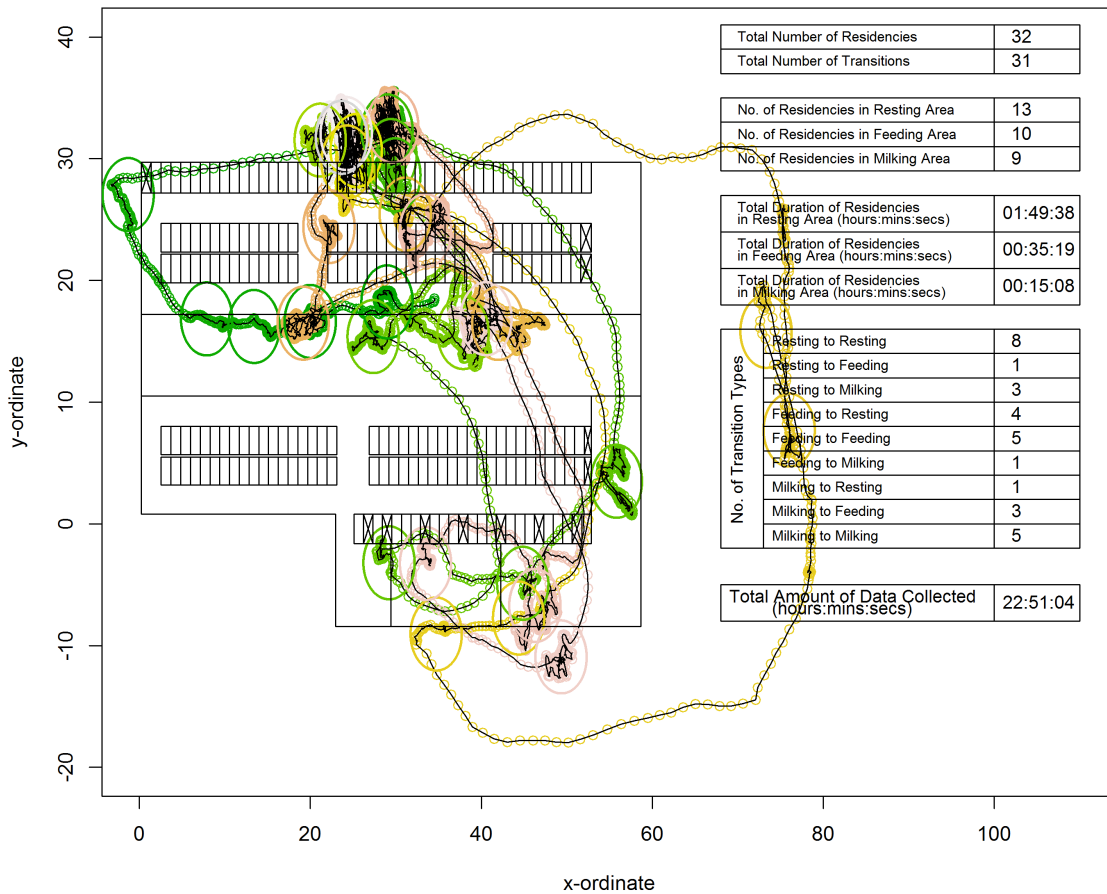 Total Number of Residencies 32
Total Number of Transitions 31
No. of Residencies in Resting Area 13
No. of Residencies in Feeding Area 10
No. of Residencies in Milking Area 9
Total Duration of Residencies
in Resting Area (hours:mins:secs) 01:49:38
Total Duration of Residencies
in Feeding Area (hours:mins:secs) 00:35:19
Total Duration of Residencies
in Milking Area (hours:mins:secs) 00:15:08
No. of Transition Types
Resting to Resting 8
Resting to Feeding 1
Resting to Milking 3
Feeding to Resting 4
Feeding to Feeding 5
Feeding to Milking 1
Milking to Resting 1
Milking to Feeding 3
Milking to Milking 5
Total Amount of Data Collected
(hours:mins:secs) 22:51:04
y-ordinate
40
30
20
10
0
-10
-20
0 20 40 60 80 100
x-ordinate